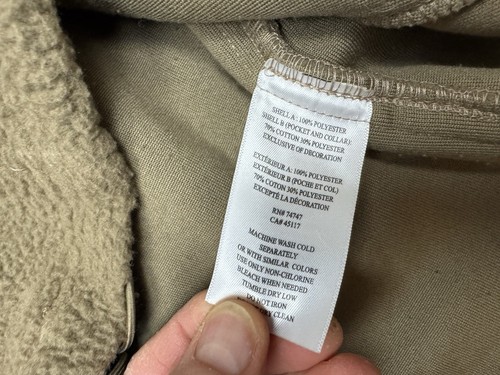 SHELL A: 100% POLYESTER
SHELL B (POCKET AND COLLAR):
70% COTTON 30% POLYESTER
EXCLUSIVE OF DECORATION
EXTÉRIEUR A: 100% POLYESTER
EXTÉRIEUR B (POCHE ET COL)
70% COTON 30% POLYESTER
EXCEPTÉ LA DÉCORATION
RN# 74747
CA# 45117
MACHINE WASH COLD
SEPARATELY
OR WITH SIMILAR COLORS
USE ONLY NON-CHLORINE
BLEACH WHEN NEEDED
TUMBLE DRY LOW
DO NOT IRON
DRY CLEAN